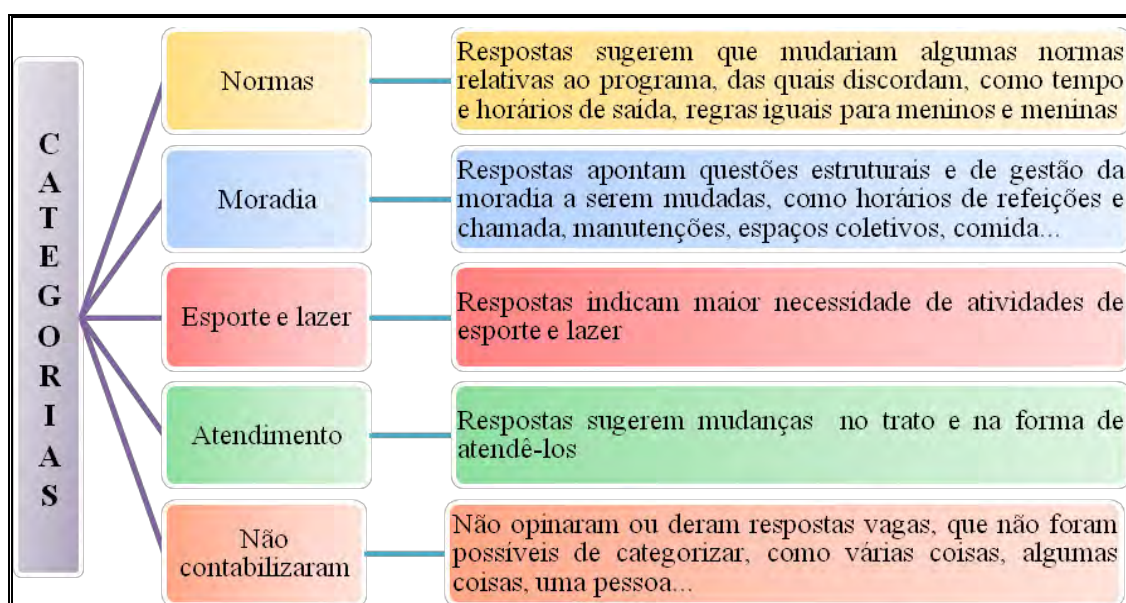 CATEGORIAS
Normas
Respostas sugerem que mudariam algumas normas
relativas ao programa, das quais discordam, como tempo
e horários de saída, regras iguais para meninos e meninas
Moradia
Respostas apontam questões estruturais e de gestão da
moradia a serem mudadas, como horários de refeições e
chamada, manutenções, espaços coletivos, comida...
Esporte e lazer
Respostas indicam maior necessidade de atividades de
esporte e lazer
Atendimento
Respostas sugerem mudanças no trato e na forma de
atendê-los
Não
contabilizaram
Não opinaram ou deram respostas vagas, que não foram
possíveis de categorizar, como várias coisas, algumas
coisas, uma pessoa...